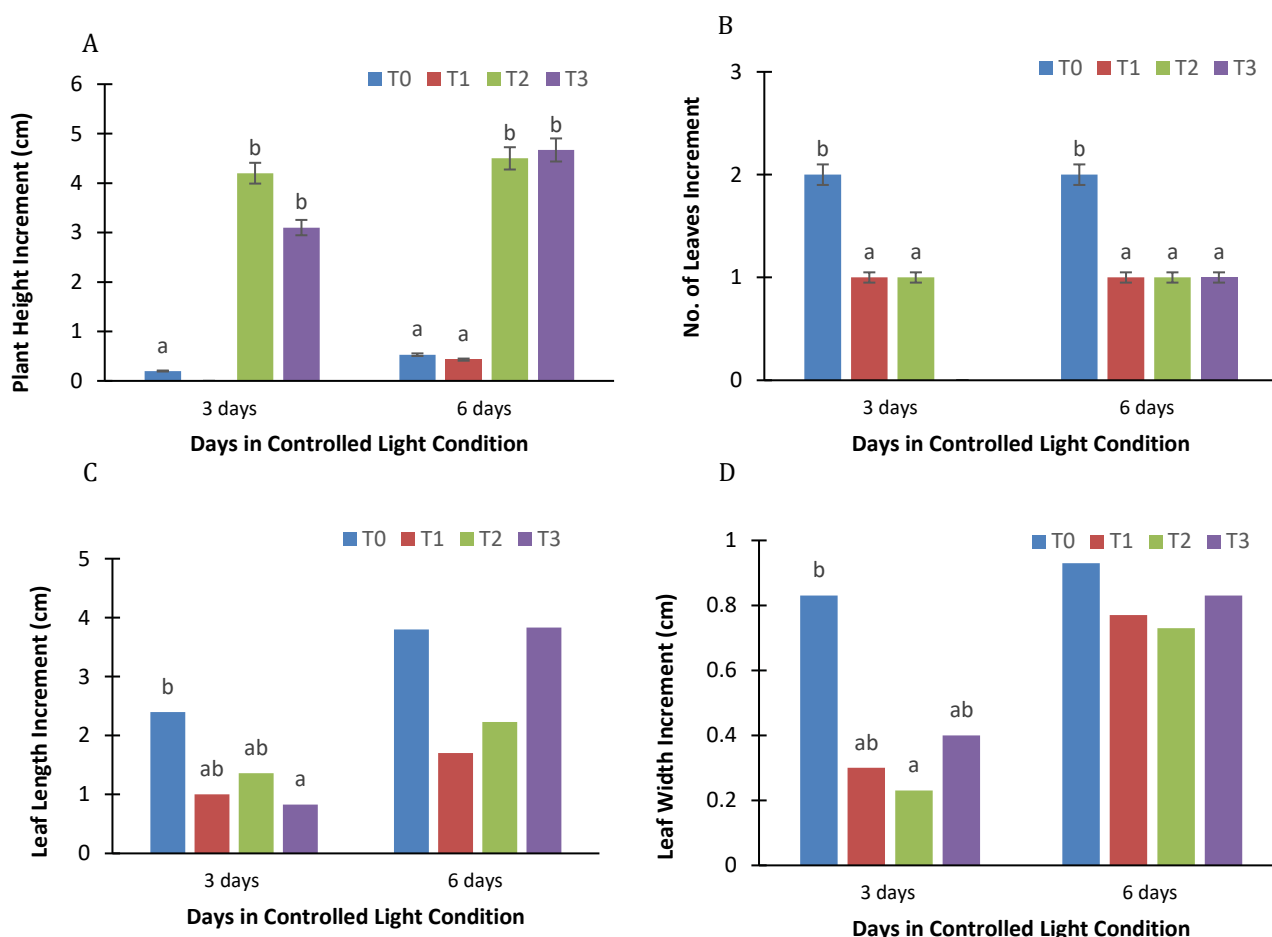 A
T0 T1 T2 T3
Plant Height Increment (cm)
6
5
4
3
2
1
0
a
b
b
a
a
b
b
3 days
6 days
Days in Controlled Light Condition
B
T0 T1 T2 T3
No. of Leaves Increment
3
2
1
0
b
a
a
b
a
a
a
3 days
6 days
Days in Controlled Light Condition
C
T0 T1 T2 T3
Leaf Length Increment (cm)
5
4
3
2
1
0
b
ab
ab
a
3 days
6 days
Days in Controlled Light Condition
D
T0 T1 T2 T3
Leaf Width Increment (cm)
1
0.8
0.6
0.4
0.2
0
b
ab
a
ab
3 days
6 days
Days in Controlled Light Condition